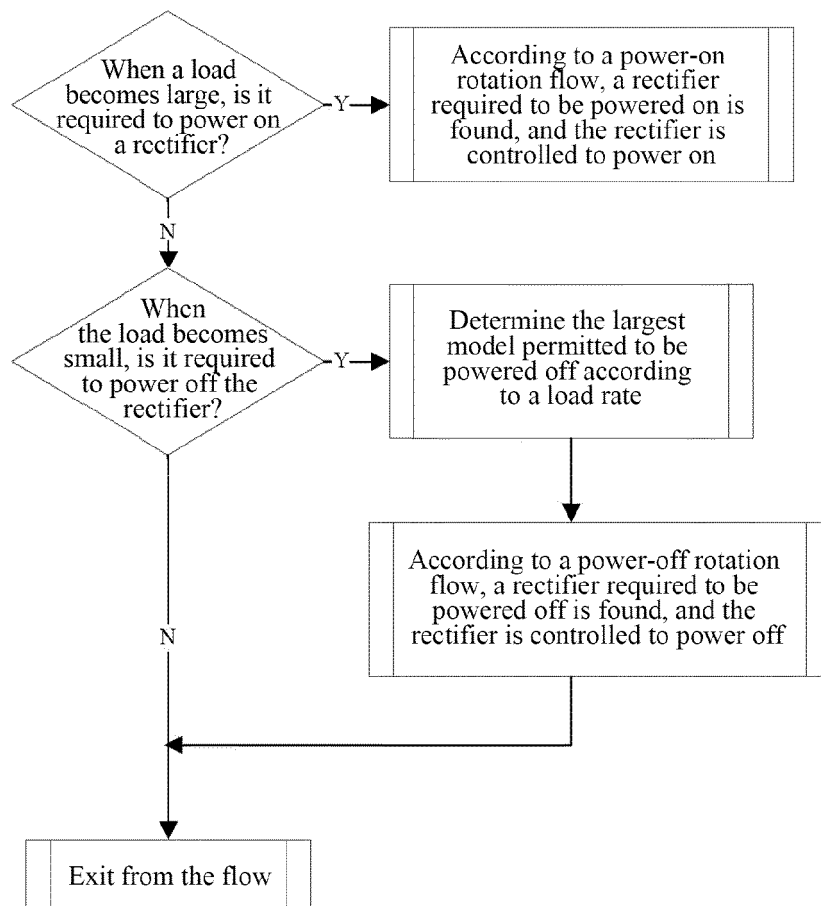 When a load
becomes large, is it
required to power on
a rectifier?
Y
According to a power-on
rotation flow, a rectifier
required to be powered on is
found, and the rectifier is
controlled to power on
N
When
the load becomes
small, is it required
to power off the
rectifier?
Y
Determine the largest
model permitted to be
powered off according
to a load rate
According to a power-off rotation
flow, a rectifier required to be
powered off is found, and the
rectifier is controlled to power off
N
Exit from the flow